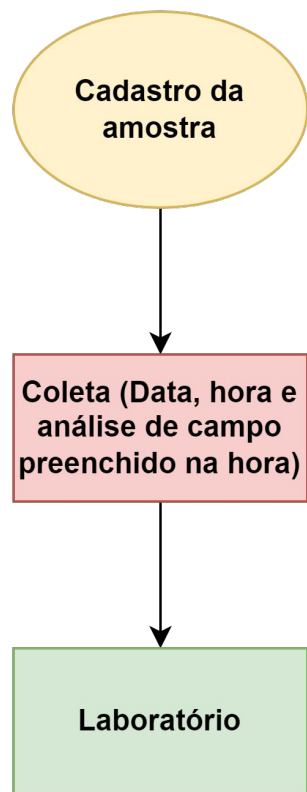 Cadastro da
amostra
Coleta (Data, hora e
análise de campo
preenchido na hora)
Laboratório